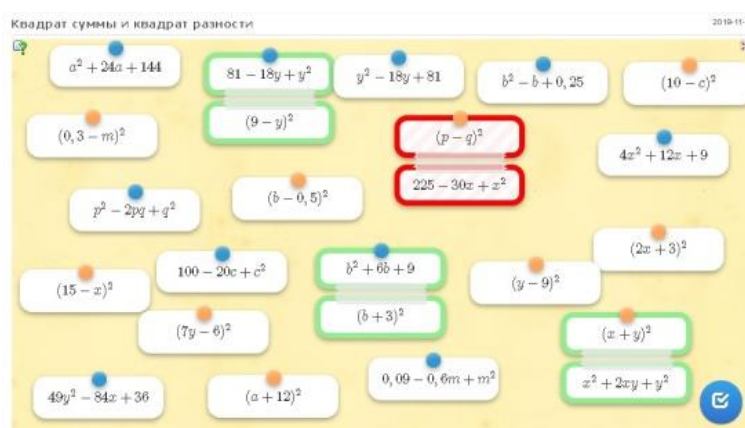 Квадрат суммы и квадрат разности
2019-11-
a² + 24a + 144
81 − 18y + y²
(9 − y)²
y² − 18y + 81
b² − b + 0,25
(10 − c)²
(0,3 − m)²
(p − q)²
225 − 30x + x²
4x² + 12x + 9
p² − 2pq + q²
(b − 0,5)²
(2x + 3)²
(15 − x)²
100 − 20c + c²
b² + 6b + 9
(b + 3)²
(y − 9)²
(7y − 6)²
(x + y)²
x² + 2xy + y²
49y² − 84x + 36
(a + 12)²
0,09 − 0,6m + m²